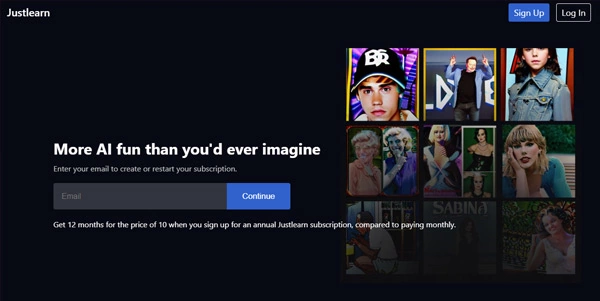 Justlearn
Sign Up
Log In
More AI fun than you'd ever imagine
Enter your email to create or restart your subscription.
Email
Continue
Get 12 months for the price of 10 when you sign up for an annual Justlearn subscription, compared to paying monthly.
SABINA